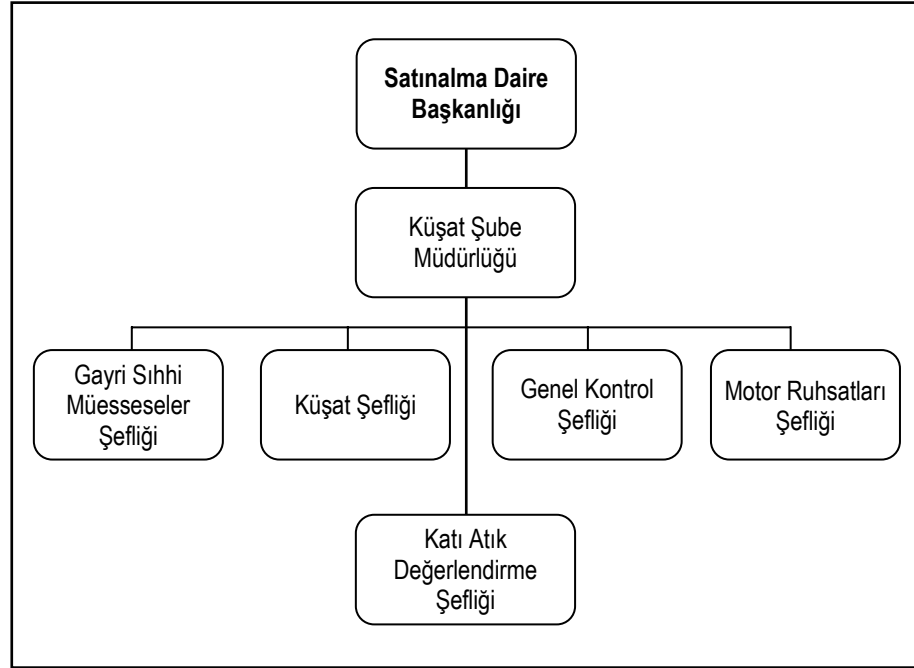 Satınalma Daire
Başkanlığı
Küşat Şube
Müdürlüğü
Gayri Sıhhi
Müesseseler
Şefliği
Küşat Şefliği
Genel Kontrol
Şefliği
Motor Ruhsatları
Şefliği
Katı Atık
Değerlendirme
Şefliği